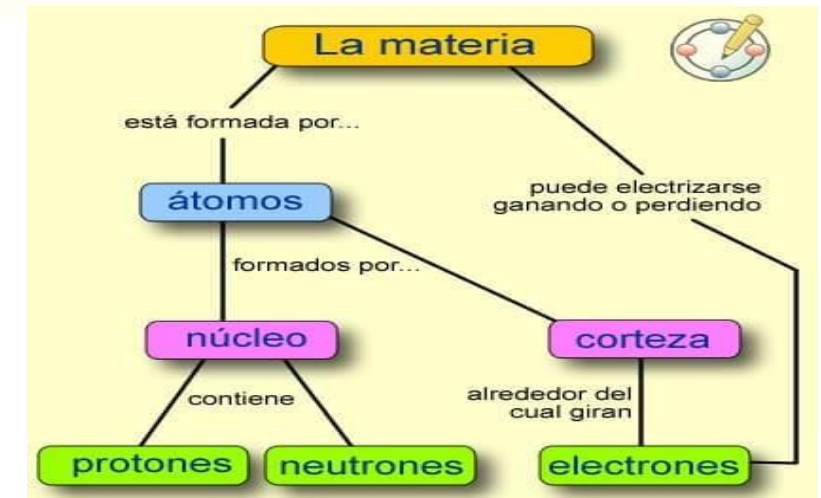 La materia
está formada por...
puede electrizarse
ganando o perdiendo
átomos
formados por...
núcleo
corteza
contiene
alrededor del
cual giran
protones
neutrones
electrones